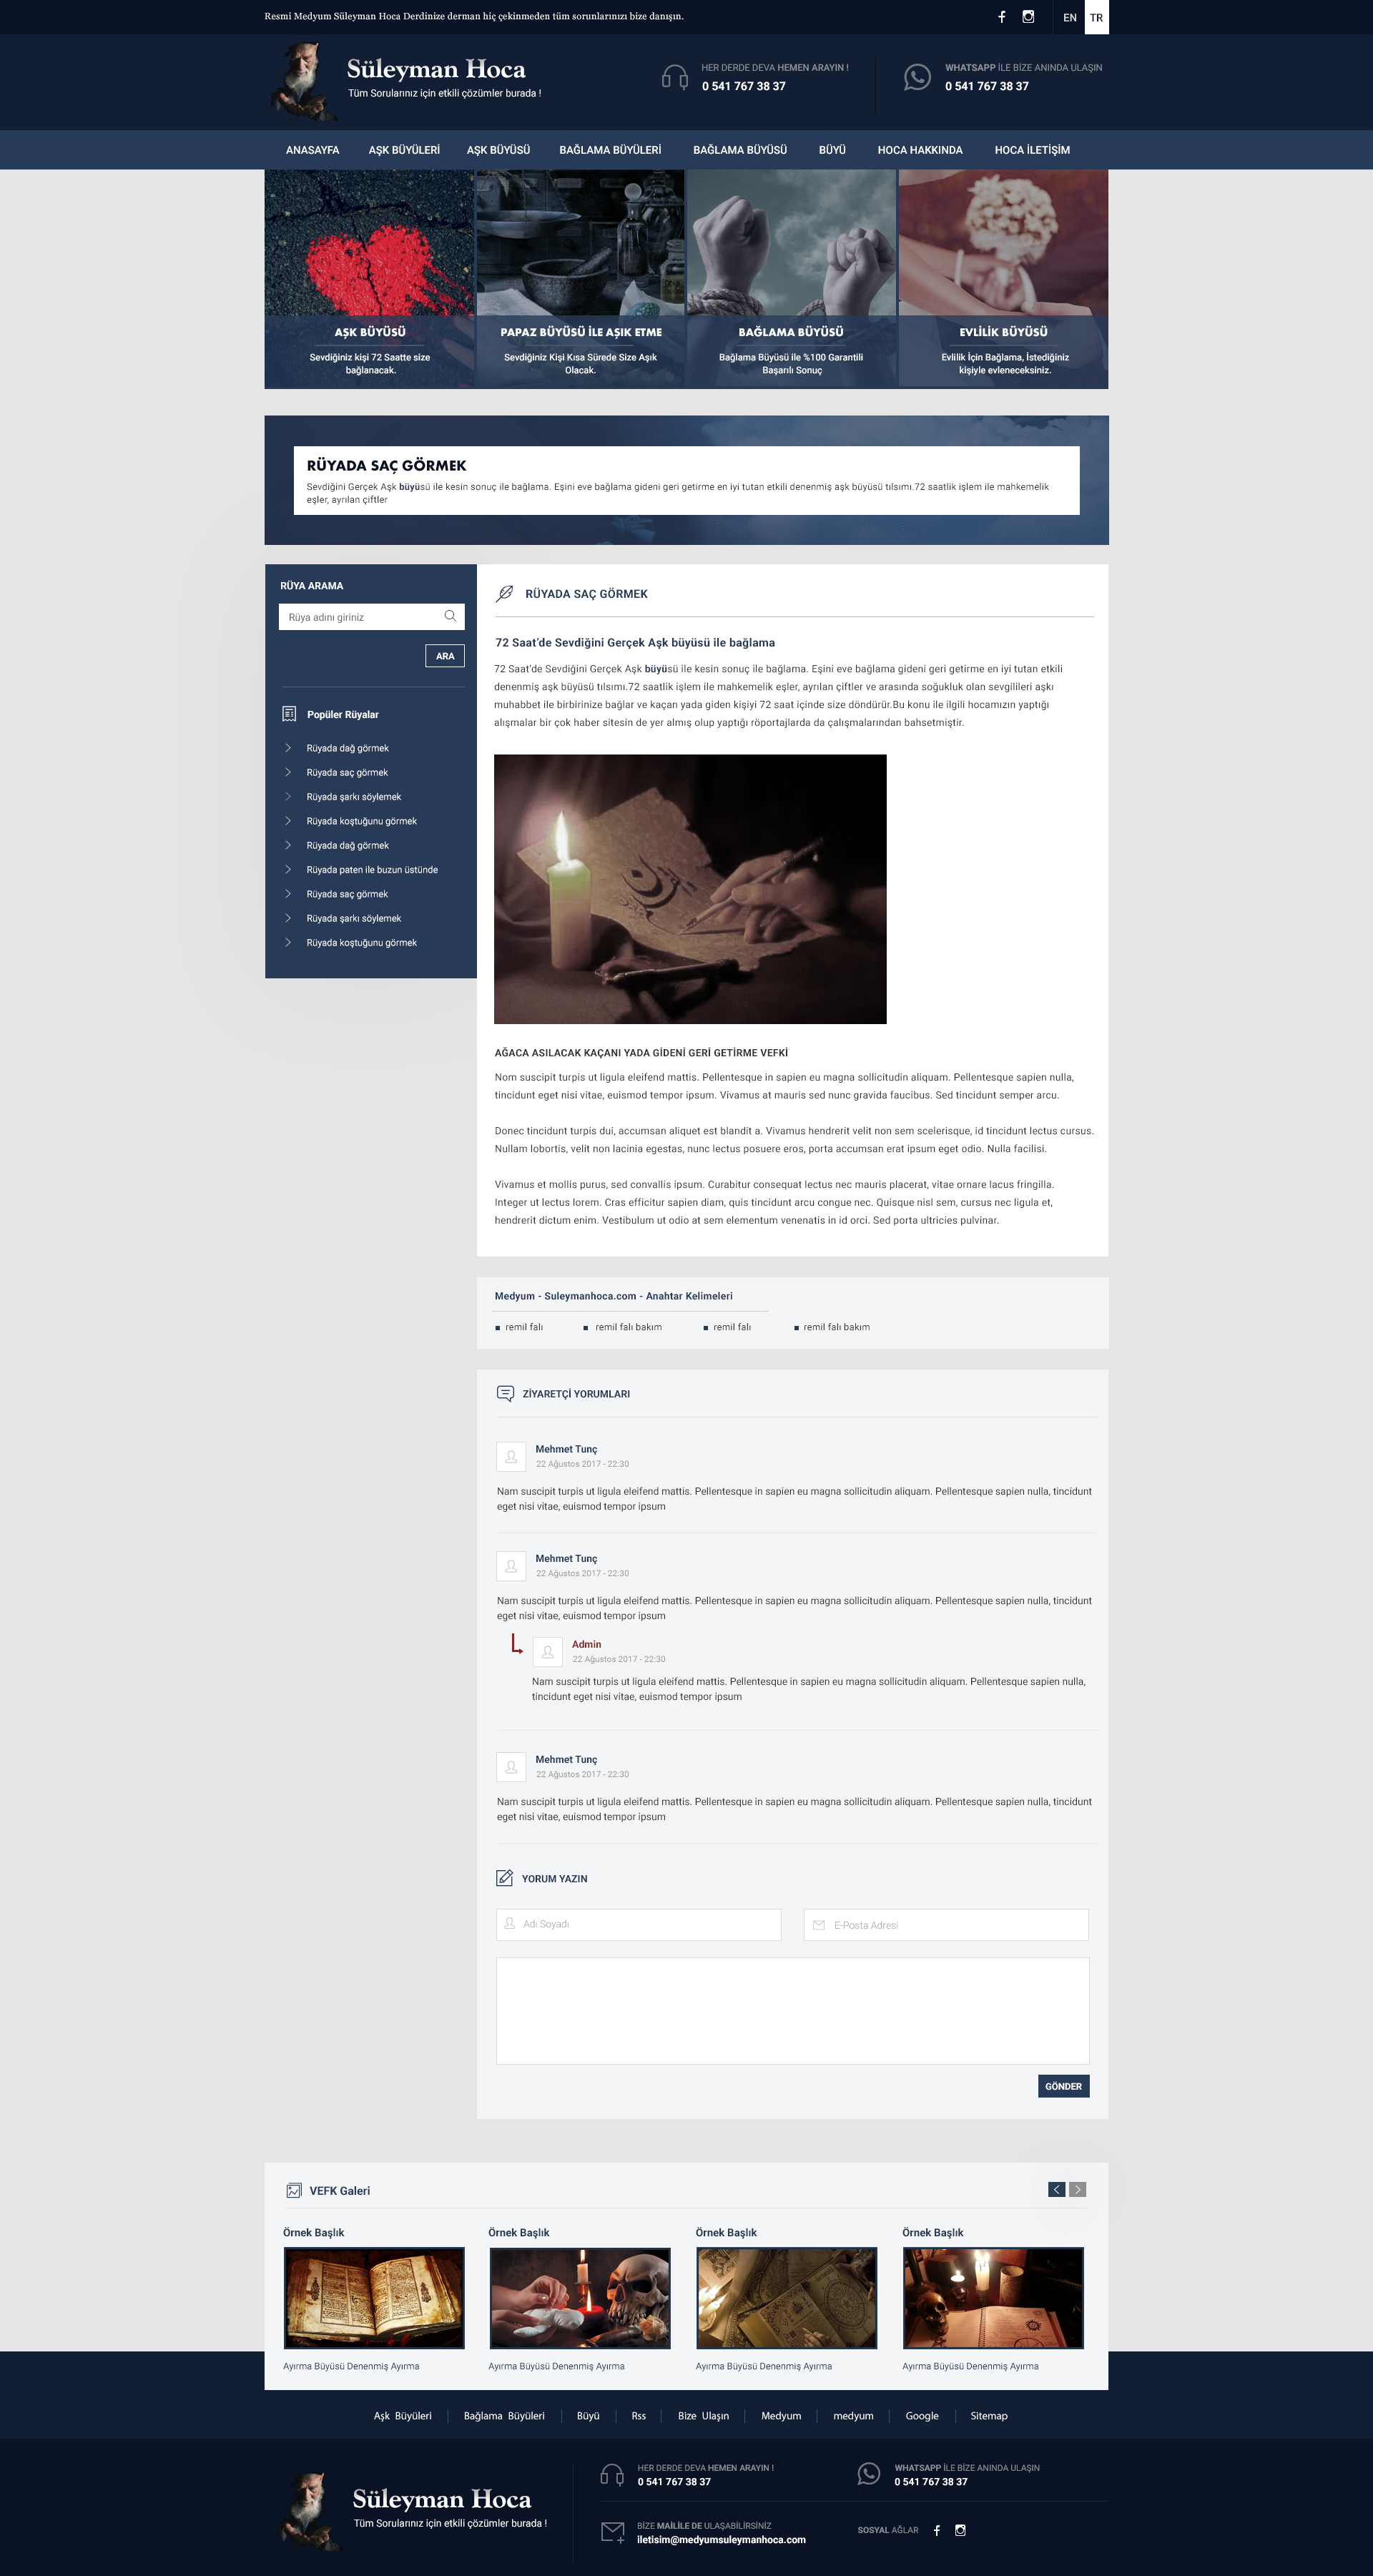 Resmi Medyum Süleyman Hoca Derdinize derman hiç çekinmeden tüm sorunlarınızı bize danışın.
EN
TR
Süleyman Hoca
Tüm Sorularınız için etkili çözümler burada !
HER DERDE DEVA HEMEN ARAYIN !
0 541 767 38 37
WHATSAPP İLE BİZE ANINDA ULAŞIN
0 541 767 38 37
ANASAYFA
AŞK BÜYÜLERİ
AŞK BÜYÜSÜ
BAĞLAMA BÜYÜLERİ
BAĞLAMA BÜYÜSÜ
BÜYÜ
HOCA HAKKINDA
HOCA İLETİŞİM
AŞK BÜYÜSÜ
Sevdiğiniz kişi 72 Saatte size
bağlanacak.
PAPAZ BÜYÜSÜ İLE AŞIK ETME
Sevdiğiniz Kişi Kısa Sürede Size Aşık
Olacak.
BAĞLAMA BÜYÜSÜ
Bağlama Büyüsü ile %100 Garantili
Başarılı Sonuç
EVLİLİK BÜYÜSÜ
Evlilik İçin Bağlama, İstediğiniz
kişiyle evleneceksiniz.
RÜYADA SAÇ GÖRMEK
Sevdiğini Gerçek Aşk büyüsü ile kesin sonuç ile bağlama. Eşini eve bağlama gideni geri getirme en iyi tutan etkili denenmiş aşk büyüsü tılsımı.72 saatlik işlem ile mahkemelik
eşler, ayrılan çiftler
RÜYA ARAMA
Rüya adını giriniz
ARA
Popüler Rüyalar
Rüyada dağ görmek
Rüyada saç görmek
Rüyada şarkı söylemek
Rüyada koştuğunu görmek
Rüyada dağ görmek
Rüyada paten ile buzun üstünde
Rüyada saç görmek
Rüyada şarkı söylemek
Rüyada koştuğunu görmek
RÜYADA SAÇ GÖRMEK
72 Saat'de Sevdiğini Gerçek Aşk büyüsü ile bağlama
72 Saat'de Sevdiğini Gerçek Aşk büyüsü ile kesin sonuç ile bağlama. Eşini eve bağlama gideni geri getirme en iyi tutan etkili
denenmiş aşk büyüsü tılsımı.72 saatlik işlem ile mahkemelik eşler, ayrılan çiftler ve arasında soğukluk olan sevgilileri aşkı
muhabbet ile birbirinize bağlar ve kaçan yada giden kişiyi 72 saat içinde size döndürür.Bu konu ile ilgili hocamızın yaptığı
alışmalar bir çok haber sitesin de yer almış olup yaptığı röportajlarda da çalışmalarından bahsetmiştir.
AĞACA ASILACAK KAÇANI YADA GİDENİ GERİ GETİRME VEFKİ
Nom suscipit turpis ut ligula eleifend mattis. Pellentesque in sapien eu magna sollicitudin aliquam. Pellentesque sapien nulla,
tincidunt eget nisi vitae, euismod tempor ipsum. Vivamus at mauris sed nunc gravida faucibus. Sed tincidunt semper arcu.
Donec tincidunt turpis dui, accumsan aliquet est blandit a. Vivamus hendrerit velit non sem scelerisque, id tincidunt lectus cursus.
Nullam lobortis, velit non lacinia egestas, nunc lectus posuere eros, porta accumsan erat ipsum eget odio. Nulla facilisi.
Vivamus et mollis purus, sed convallis ipsum. Curabitur consequat lectus nec mauris placerat, vitae ornare lacus fringilla.
Integer ut lectus lorem. Cras efficitur sapien diam, quis tincidunt arcu congue nec. Quisque nisl sem, cursus nec ligula et,
hendrerit dictum enim. Vestibulum ut odio at sem elementum venenatis in id orci. Sed porta ultricies pulvinar.
Medyum - Suleymanhoca.com - Anahtar Kelimeleri
remil falı
remil falı bakım
remil falı
remil falı bakım
ZİYARETÇİ YORUMLARI
Mehmet Tunç
22 Ağustos 2017 - 22:30
Nam suscipit turpis ut ligula eleifend mattis. Pellentesque in sapien eu magna sollicitudin aliquam. Pellentesque sapien nulla, tincidunt
eget nisi vitae, euismod tempor ipsum
Mehmet Tunç
22 Ağustos 2017 - 22:30
Nam suscipit turpis ut ligula eleifend mattis. Pellentesque in sapien eu magna sollicitudin aliquam. Pellentesque sapien nulla, tincidunt
eget nisi vitae, euismod tempor ipsum
Admin
22 Ağustos 2017 - 22:30
Nam suscipit turpis ut ligula eleifend mattis. Pellentesque in sapien eu magna sollicitudin aliquam. Pellentesque sapien nulla,
tincidunt eget nisi vitae, euismod tempor ipsum
Mehmet Tunç
22 Ağustos 2017 - 22:30
Nam suscipit turpis ut ligula eleifend mattis. Pellentesque in sapien eu magna sollicitudin aliquam. Pellentesque sapien nulla, tincidunt
eget nisi vitae, euismod tempor ipsum
YORUM YAZIN
Adı Soyadı
E-Posta Adresi
GÖNDER
VEFK Galeri
Örnek Başlık
Örnek Başlık
Örnek Başlık
Örnek Başlık
Ayırma Büyüsü Denenmiş Ayırma
Ayırma Büyüsü Denenmiş Ayırma
Ayırma Büyüsü Denenmiş Ayırma
Ayırma Büyüsü Denenmiş Ayırma
Aşk Büyüleri
Bağlama Büyüleri
Büyü
Rss
Bize Ulaşın
Medyum
medyum
Google
Sitemap
Süleyman Hoca
Tüm Sorularınız için etkili çözümler burada !
HER DERDE DEVA HEMEN ARAYIN !
0 541 767 38 37
WHATSAPP İLE BİZE ANINDA ULAŞIN
0 541 767 38 37
BİZE MAİLİLE DE ULAŞABİLİRSİNİZ
iletisim@medyumsuleymanhoca.com
SOSYAL AĞLAR